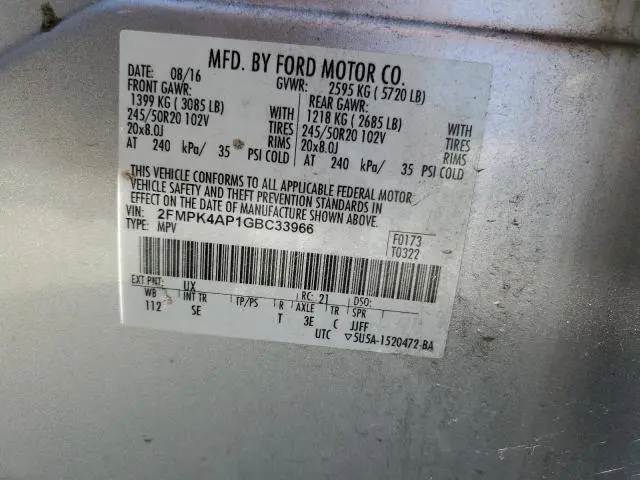 MFD. BY FORD MOTOR CO.
DATE: 08/16 GVWR: 2595 KG ( 5720 LB)
FRONT GAWR: REAR GAWR:
1399 KG ( 3085 LB) WITH 1218 KG ( 2685 LB) WITH
245/50R20 102V TIRES 245/50R20 102V TIRES
20x8.0J RIMS 20x8.0J RIMS
AT 240 kPa/ 35 PSI COLD AT 240 kPa/ 35 PSI COLD
THIS VEHICLE CONFORMS TO ALL APPLICABLE FEDERAL MOTOR
VEHICLE SAFETY AND THEFT PREVENTION STANDARDS IN
EFFECT ON THE DATE OF MANUFACTURE SHOWN ABOVE.
VIN: 2FMPK4AP1GBC33966 F0173
TYPE: MPV T0322
EXT PNT: UX RC: 21 DSO:
WB INT TR TP/PS R AXLE TR SPR
112 SE T 3E C JJFF
UTC ▽5U5A-1520472-BA